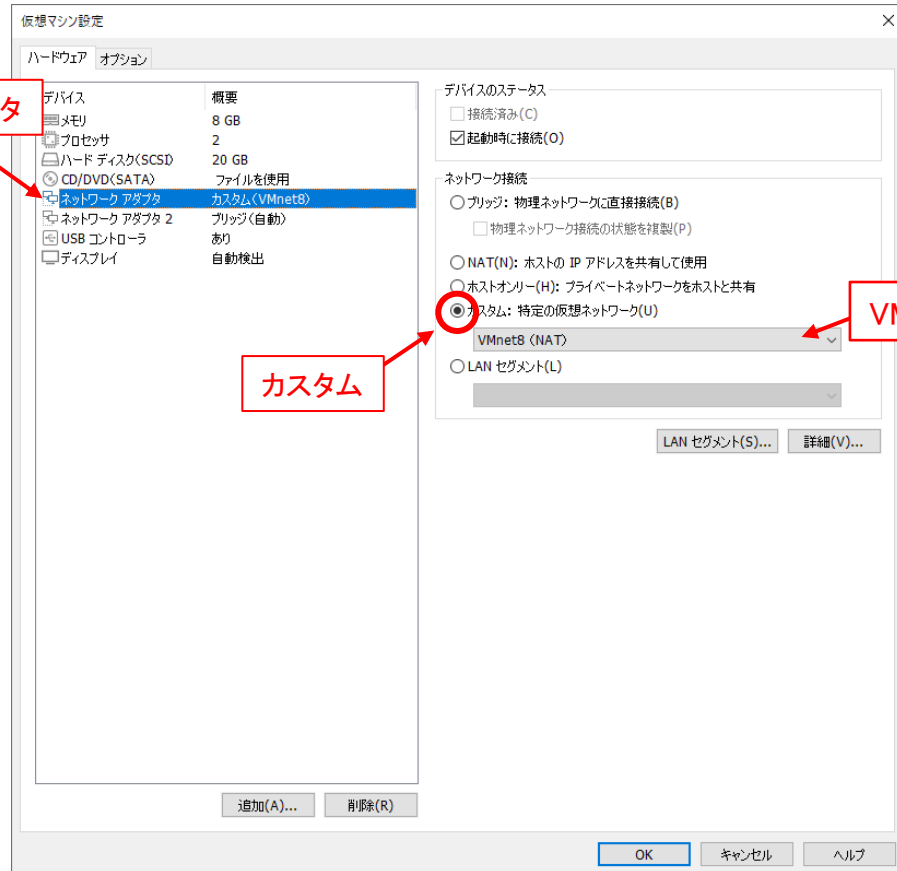 仮想マシン設定
ハードウェア オプション
タ
デバイス 概要
メモリ 8 GB
プロセッサ 2
ハード ディスク(SCSI) 20 GB
CD/DVD(SATA) ファイルを使用
ネットワーク アダプタ カスタム(VMnet8)
ネットワーク アダプタ 2 ブリッジ(自動)
USB コントローラ あり
ディスプレイ 自動検出
デバイスのステータス
接続済み(C)
起動時に接続(O)
ネットワーク接続
ブリッジ: 物理ネットワークに直接接続(B)
物理ネットワーク接続の状態を複製(P)
NAT(N): ホストの IP アドレスを共有して使用
ホストオンリー(H): プライベートネットワークをホストと共有
カスタム: 特定の仮想ネットワーク(U)
VM
VMnet8 (NAT)
LAN セグメント(L)
カスタム
LAN セグメント(S)... 詳細(V)...
追加(A)... 削除(R)
OK キャンセル ヘルプ